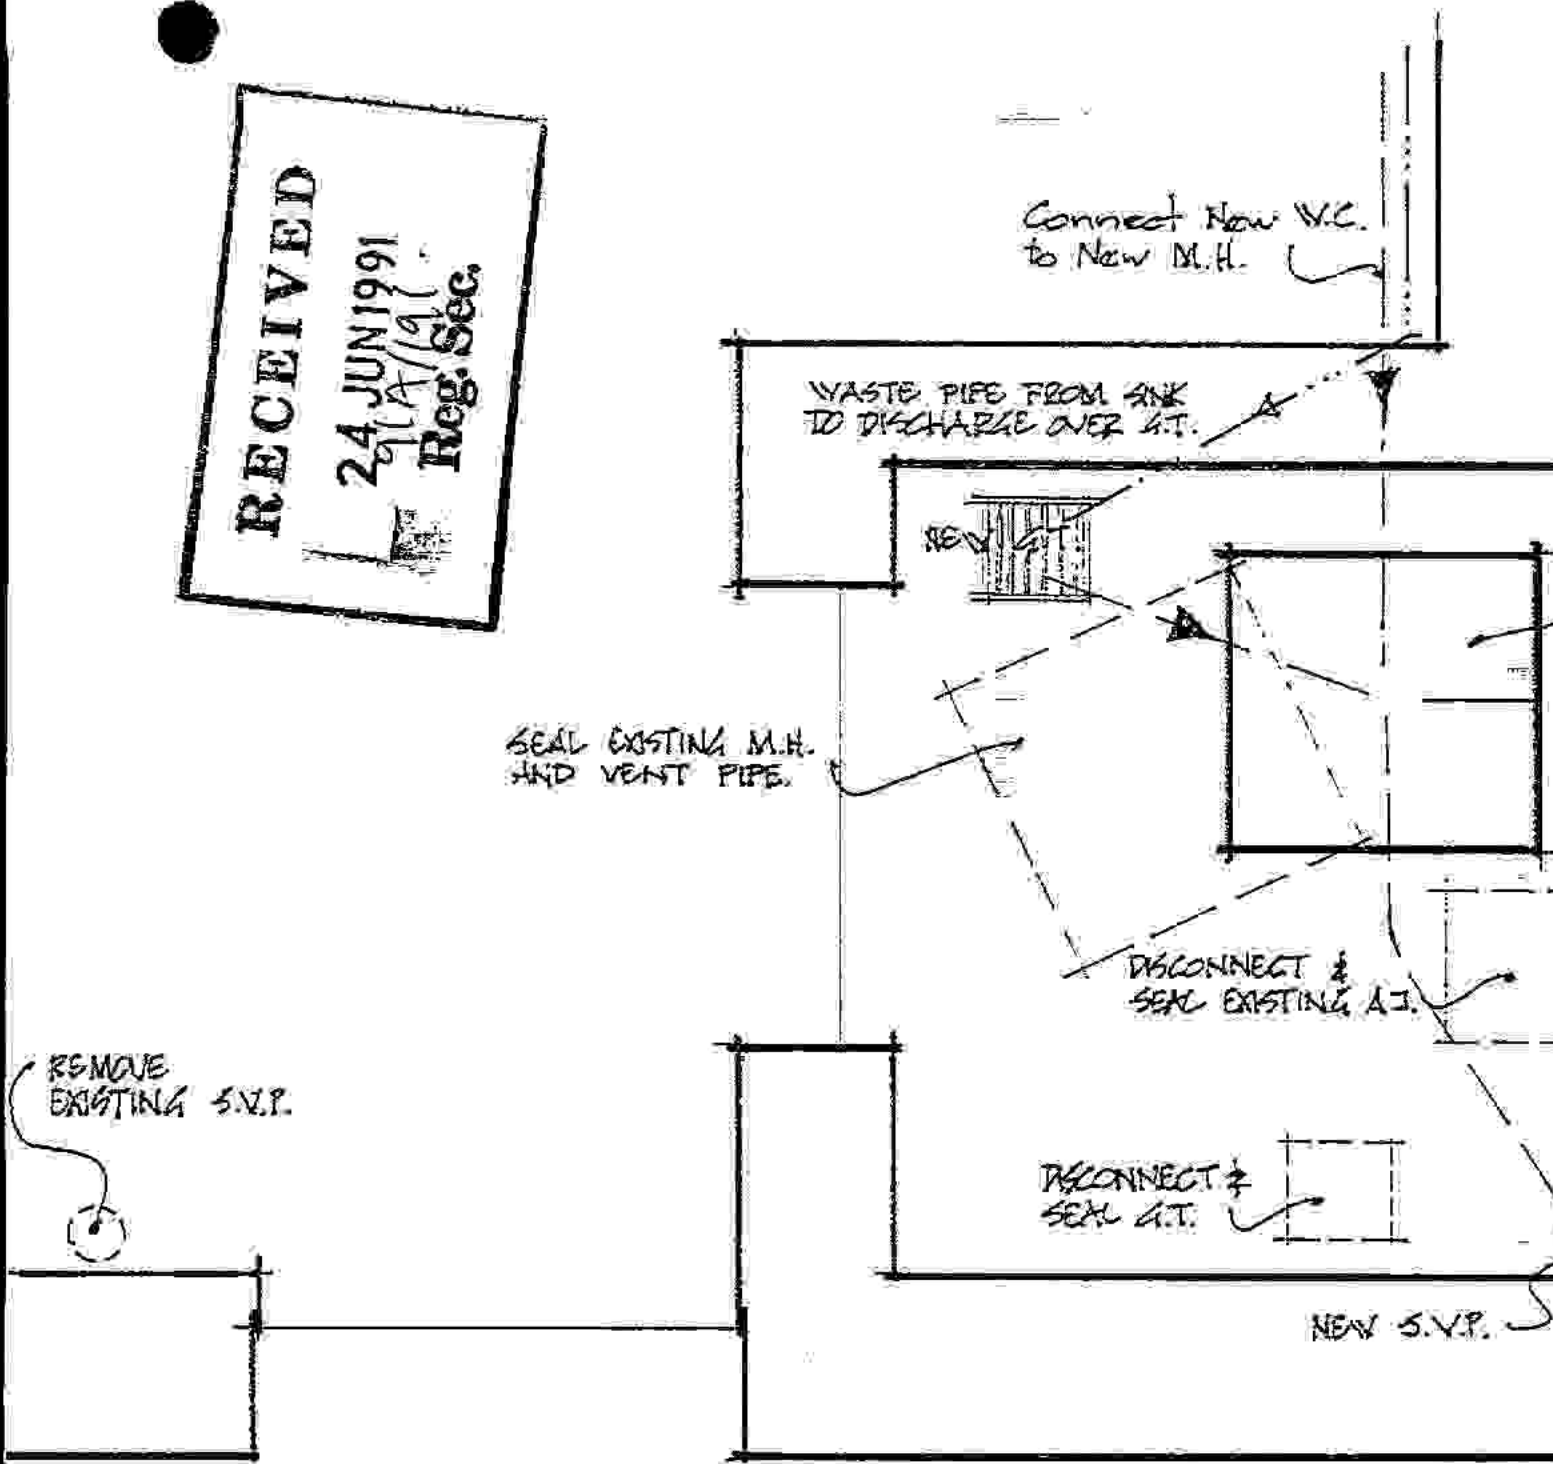 RECEIVED
24 JUN 1991
Reg. Sec.
Connect New W.C.
to New M.H.
WASTE PIPE FROM SINK
TO DISCHARGE OVER G.T.
NEW G.T.
SEAL EXISTING M.H.
AND VENT PIPE.
DISCONNECT &
SEAL EXISTING A.J.
REMOVE
EXISTING S.V.P.
DISCONNECT &
SEAL G.T.
NEW S.V.P.